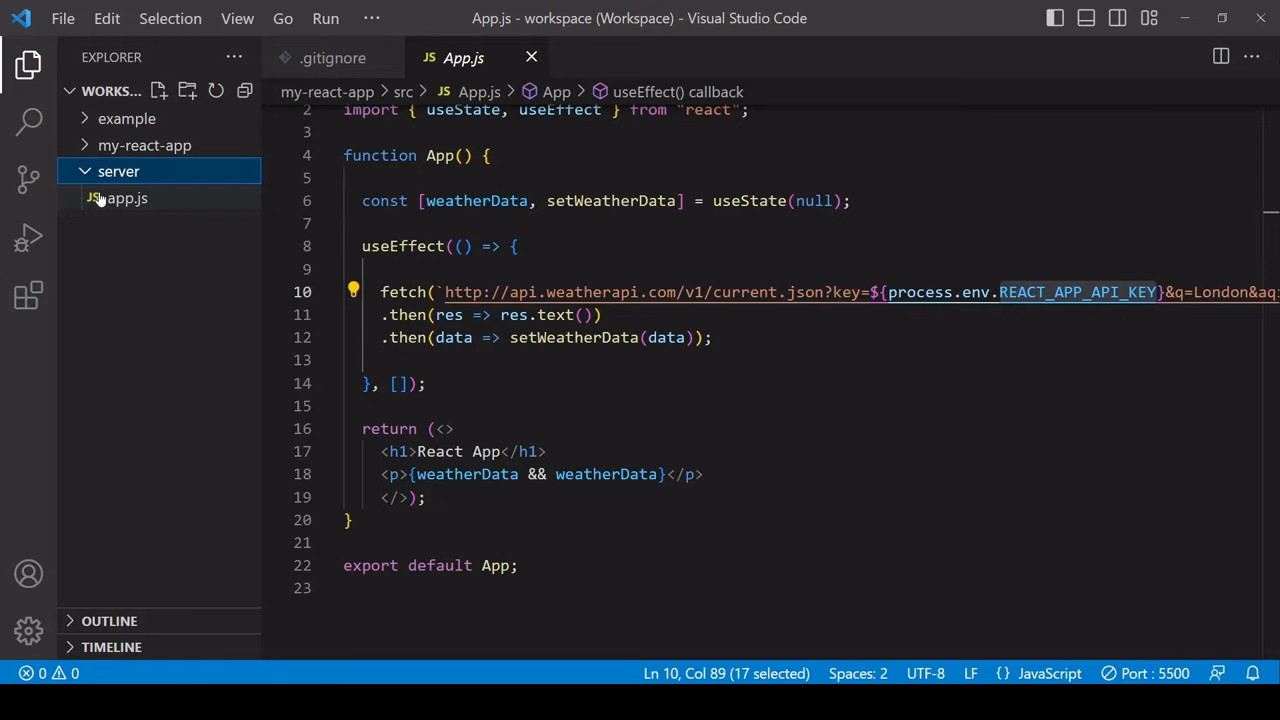 File Edit Selection View Go Run ··· App.js - workspace (Workspace) - Visual Studio Code
EXPLORER ···
WORKS...
example
my-react-app
server
JS app.js
OUTLINE
TIMELINE
.gitignore JS App.js
my-react-app > src > JS App.js > App > useEffect() callback
2 import { useState, useEffect } from "react";
3
4 function App() {
5
6 const [weatherData, setWeatherData] = useState(null);
7
8 useEffect(() => {
9
10 fetch(`http://api.weatherapi.com/v1/current.json?key=${process.env.REACT_APP_API_KEY}&q=London&aq=
11 .then(res => res.text())
12 .then(data => setWeatherData(data));
13
14 }, []);
15
16 return (<>
17 <h1>React App</h1>
18 <p>{weatherData && weatherData}</p>
19 </>);
20 }
21
22 export default App;
23
0 0 Ln 10, Col 89 (17 selected) Spaces: 2 UTF-8 LF {} JavaScript Port : 5500